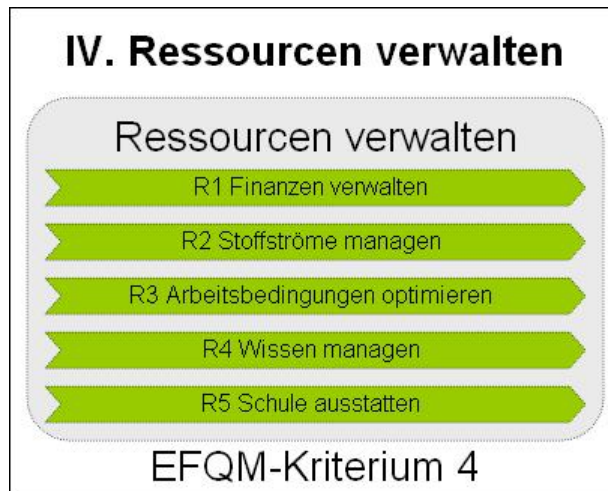 IV. Ressourcen verwalten
Ressourcen verwalten
R1 Finanzen verwalten
R2 Stoffströme managen
R3 Arbeitsbedingungen optimieren
R4 Wissen managen
R5 Schule ausstatten
EFQM-Kriterium 4